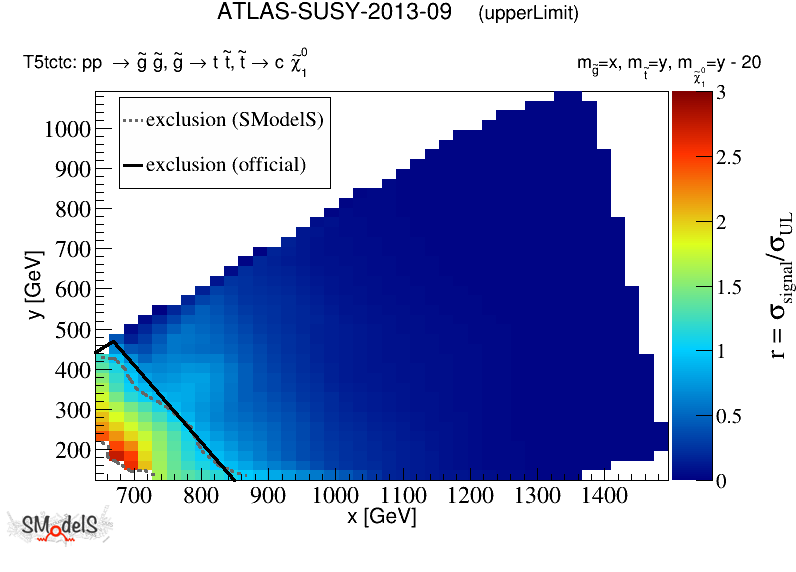 ATLAS-SUSY-2013-09 (upperLimit)
T5tctc: pp → g̃ g̃, g̃ → t t̃, t̃ → c χ̃⁰₁
m_g̃=x, m_t̃=y, m_χ̃⁰₁=y - 20
exclusion (SModelS)
exclusion (official)
1000
900
800
700
600
500
400
300
200
y [GeV]
700 800 900 1000 1100 1200 1300 1400
x [GeV]
3
2.5
2
1.5
1
0.5
0
r = σ_signal/σ_UL
SModelS